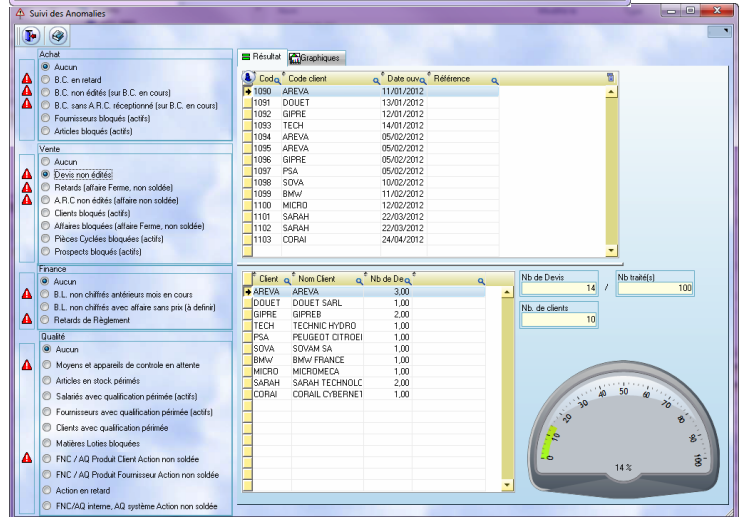 Suivi des Anomalies
Achat
Aucun
B.C. en retard
B.C. non édités (sur B.C. en cours)
B.C. sans A.R.C. réceptionné (sur B.C. en cours)
Fournisseurs bloqués (actifs)
Articles bloqués (actifs)
Vente
Aucun
Devis non édités
Retards (affaire Ferme, non soldée)
A.R.C non édités (affaire non soldée)
Clients bloqués (actifs)
Affaires bloquées (affaire Ferme, non soldée)
Pièces Cyclées bloquées (actifs)
Prospects bloqués (actifs)
Finance
Aucun
B.L. non chiffrés antérieurs mois en cours
B.L. non chiffrés avec affaire sans prix (à définir)
Retards de Règlement
Qualité
Aucun
Moyens et appareils de controle en attente
Articles en stock périmés
Salariés avec qualification périmée (actifs)
Fournisseurs avec qualification périmée (actifs)
Clients avec qualification périmée
Matières Loties bloquées
FNC / AQ Produit Client Action non soldée
FNC / AQ Produit Fournisseur Action non soldée
Action en retard
FNC/AQ interne, AQ système Action non soldée
Résultat Graphiques
Code Code client Date ouv Référence
1090 AREVA 11/01/2012
1091 DOUET 13/01/2012
1092 GIPRE 12/01/2012
1093 TECH 14/01/2012
1094 AREVA 05/02/2012
1095 AREVA 05/02/2012
1096 GIPRE 05/02/2012
1097 PSA 05/02/2012
1098 SOVA 10/02/2012
1099 BMW 11/02/2012
1100 MICRO 12/02/2012
1101 SARAH 22/03/2012
1102 SARAH 22/03/2012
1103 CORAI 24/04/2012
Client Nom Client Nb de De
AREVA AREVA 3,00
DOUET DOUET SARL 1,00
GIPRE GIPREB 2,00
TECH TECHNIC HYDRO 1,00
PSA PEUGEOT CITROEI 1,00
SOVA SOVAM SA 1,00
BMW BMW FRANCE 1,00
MICRO MICROMECA 1,00
SARAH SARAH TECHNOLC 2,00
CORAI CORAIL CYBERNET 1,00
Nb de Devis Nb traité(s)
14 / 100
Nb. de clients
10
0 10 20 30 40 50 60 70 80 90 100
14 %